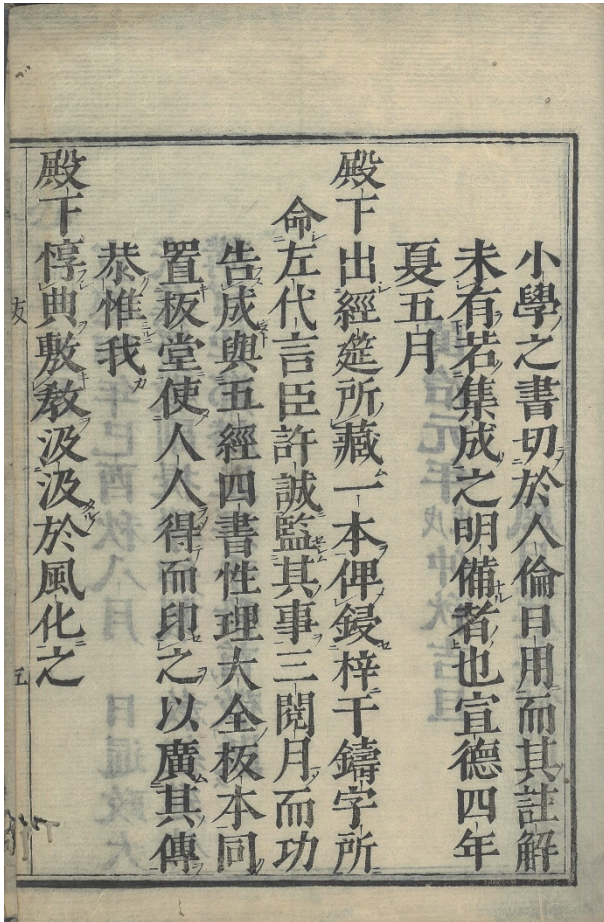 小學之書切於人倫日用而其註解
未有若集成之明備者也宣德四年
夏五月
殿下出經筵所藏一本俾鋟梓于鑄字所
命左代言臣許誠監其事三閱月而功
告成與五經四書性理大全板本同
置板堂使人人得而印之以廣其傳
恭惟我
殿下惇典敷教汲汲於風化之